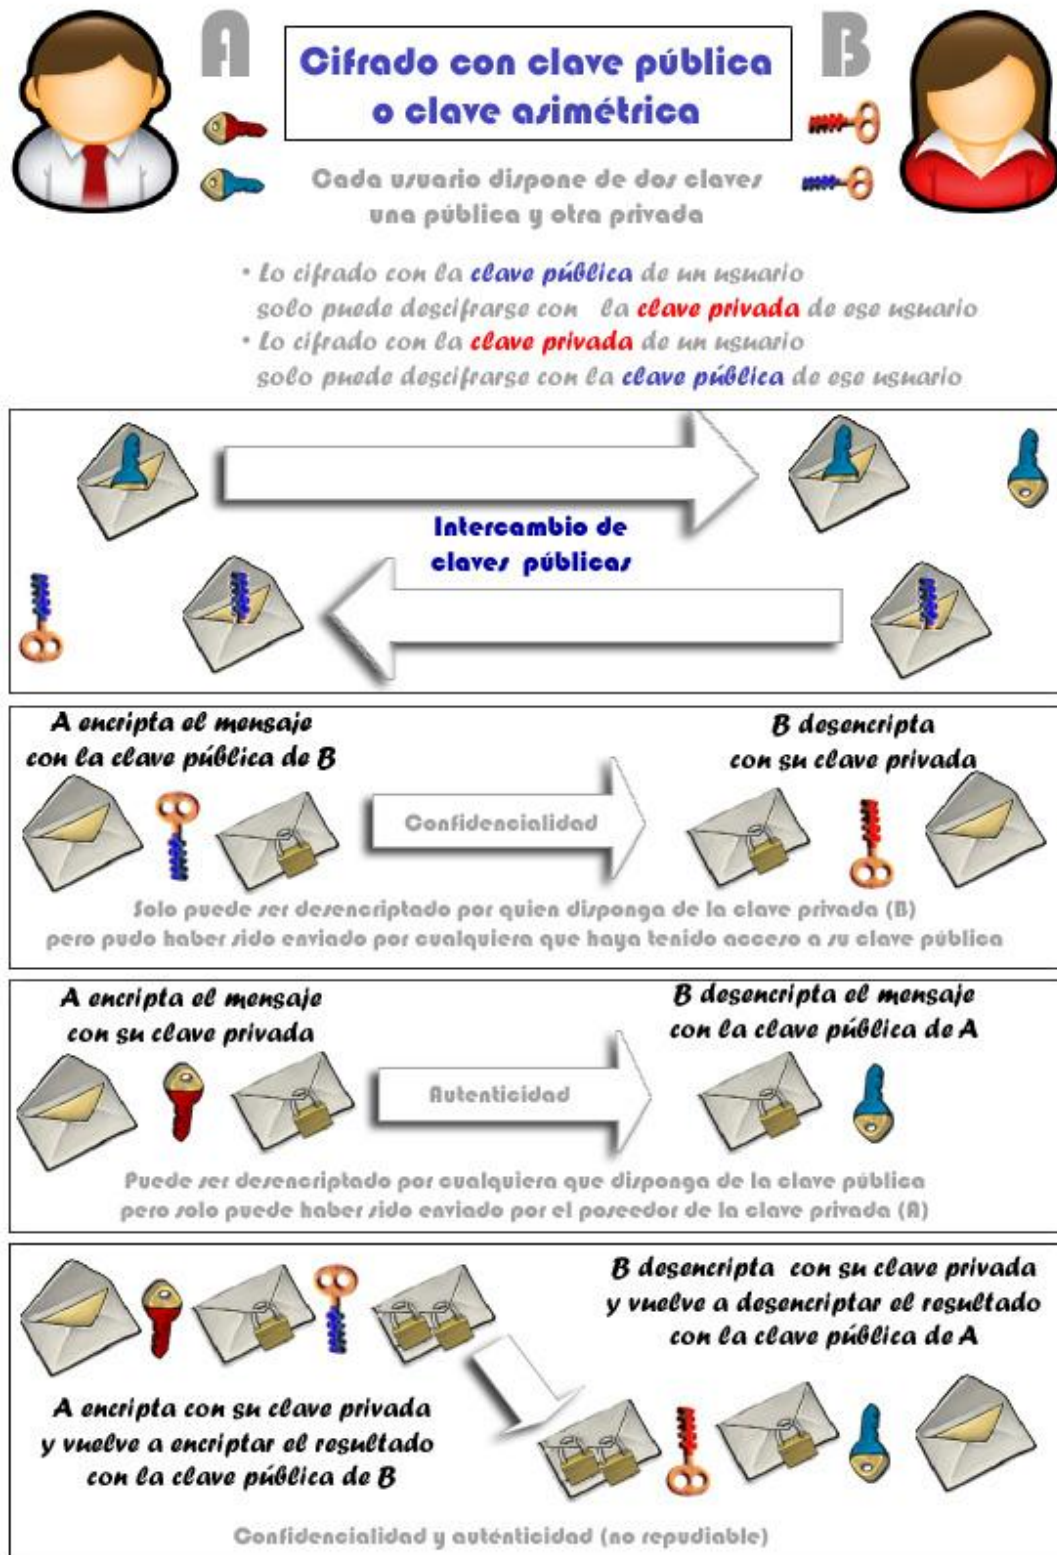 A
B
Cifrado con clave pública
o clave asimétrica
Cada usuario dispone de dos claves
una pública y otra privada
• Lo cifrado con la clave pública de un usuario
solo puede descifrarse con la clave privada de ese usuario
• Lo cifrado con la clave privada de un usuario
solo puede descifrarse con la clave pública de ese usuario
Intercambio de
claves públicas
A encripta el mensaje
con la clave pública de B
B desencripta
con su clave privada
Confidencialidad
Solo puede ser desencriptado por quien disponga de la clave privada (B)
pero pudo haber sido enviado por cualquiera que haya tenido acceso a su clave pública
A encripta el mensaje
con su clave privada
B desencripta el mensaje
con la clave pública de A
Autenticidad
Puede ser desencriptado por cualquiera que disponga de la clave pública
pero solo puede haber sido enviado por el poseedor de la clave privada (A)
B desencripta con su clave privada
y vuelve a desencriptar el resultado
con la clave pública de A
A encripta con su clave privada
y vuelve a encriptar el resultado
con la clave pública de B
Confidencialidad y auténticidad (no repudiable)